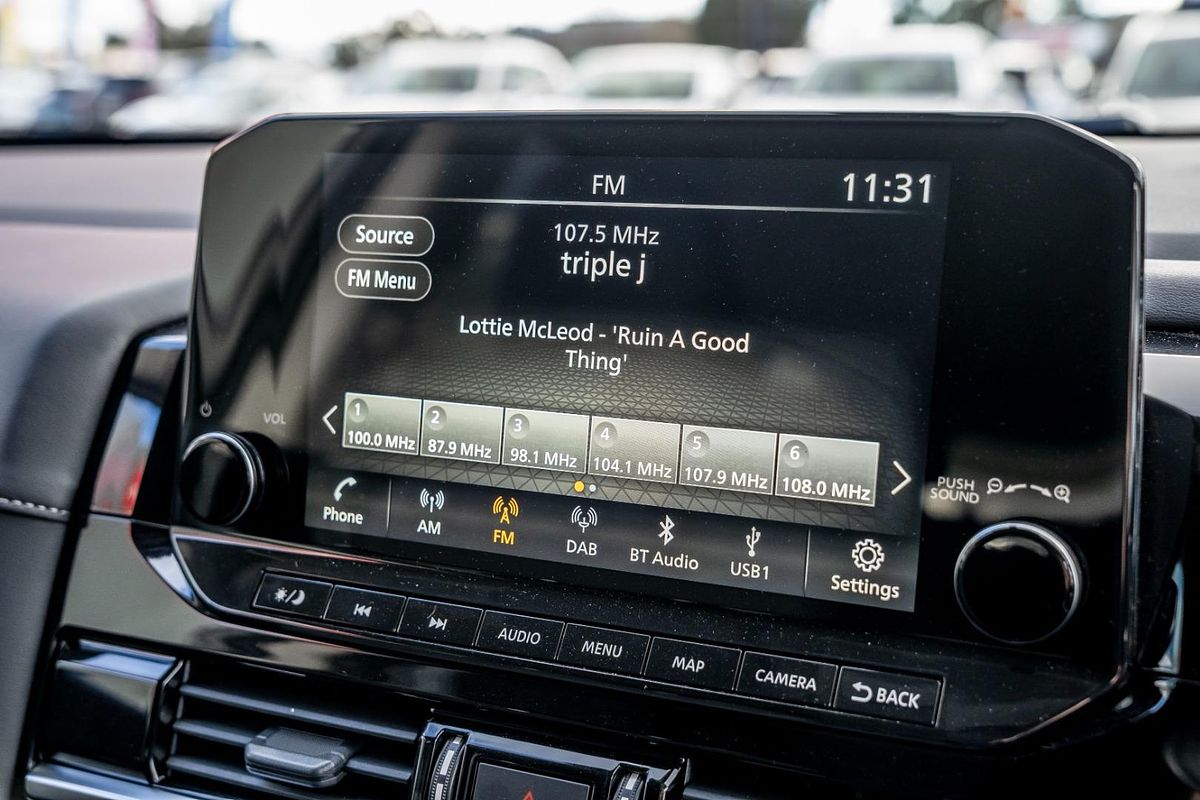 FM
11:31
Source
107.5 MHz
FM Menu
triple j
Lottie McLeod - 'Ruin A Good
Thing'
VOL
1
100.0 MHz
2
87.9 MHz
3
98.1 MHz
4
104.1 MHz
5
107.9 MHz
6
108.0 MHz
PUSH
SOUND
Phone
AM
FM
DAB
BT Audio
USB1
Settings
AUDIO
MENU
MAP
CAMERA
BACK